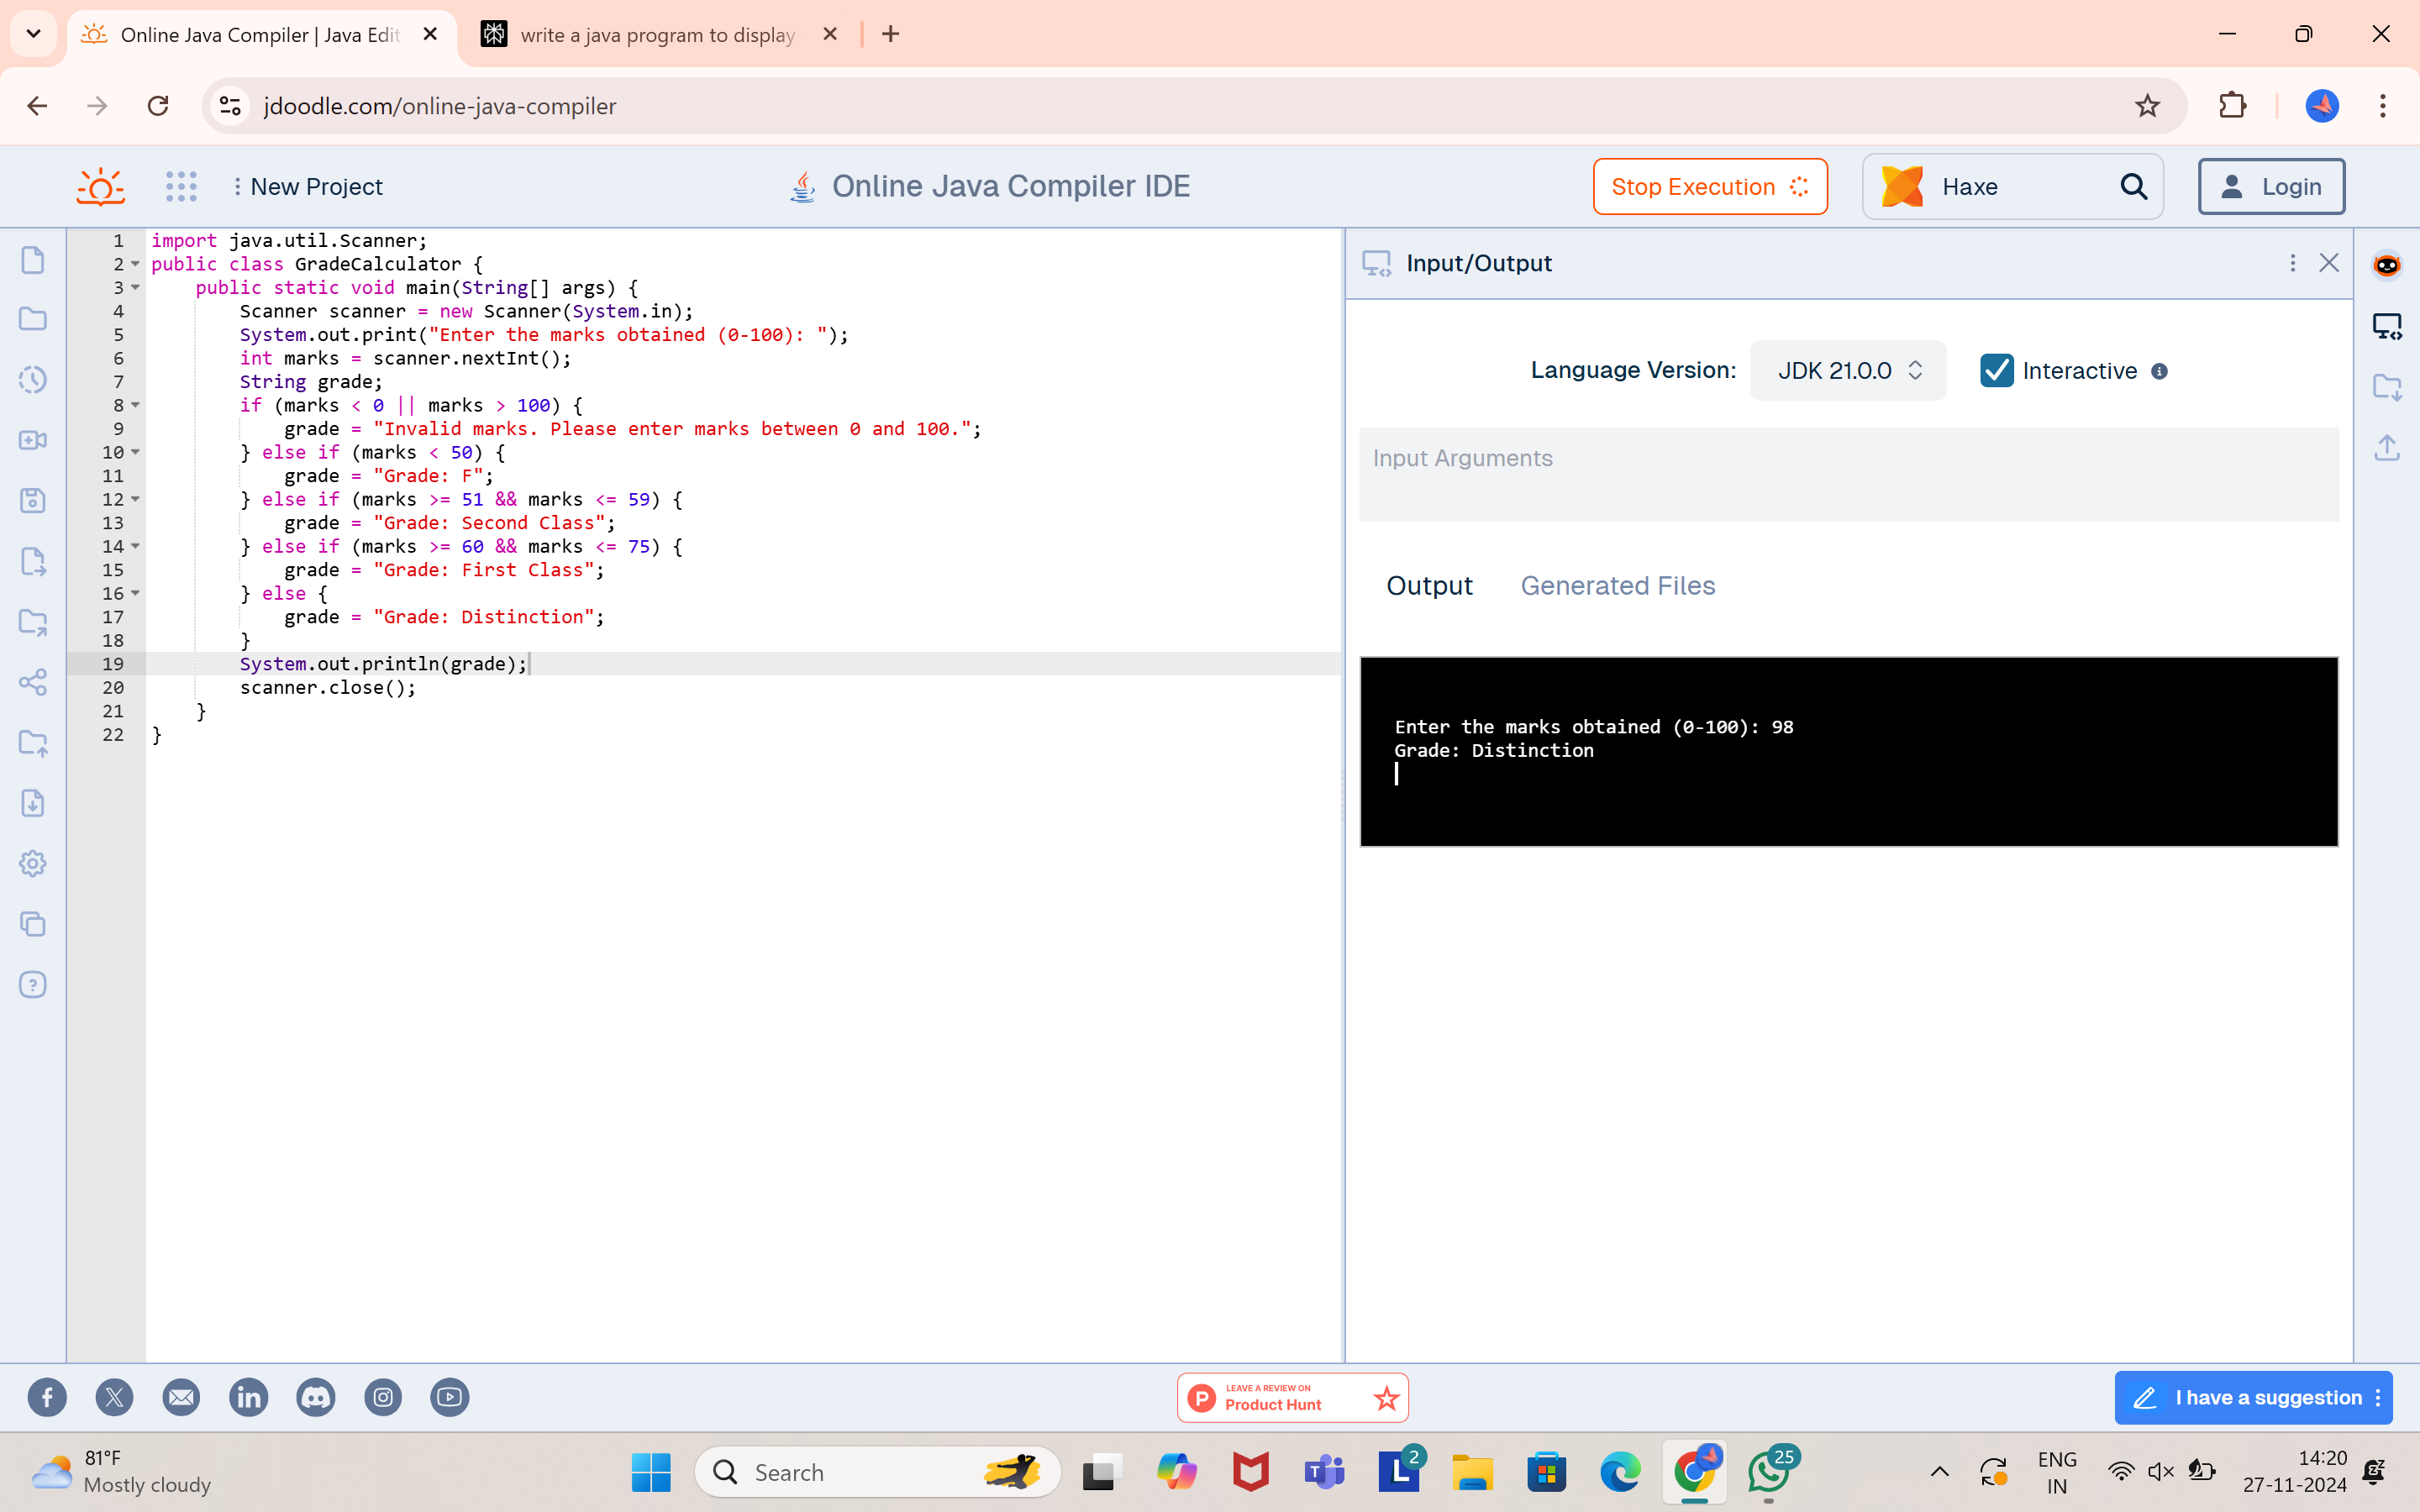 Online Java Compiler | Java Edit
write a java program to display
jdoodle.com/online-java-compiler
New Project
Online Java Compiler IDE
Stop Execution
Haxe
Login
1 import java.util.Scanner;
2 public class GradeCalculator {
3     public static void main(String[] args) {
4         Scanner scanner = new Scanner(System.in);
5         System.out.print("Enter the marks obtained (0-100): ");
6         int marks = scanner.nextInt();
7         String grade;
8         if (marks < 0 || marks > 100) {
9             grade = "Invalid marks. Please enter marks between 0 and 100.";
10         } else if (marks < 50) {
11             grade = "Grade: F";
12         } else if (marks >= 51 && marks <= 59) {
13             grade = "Grade: Second Class";
14         } else if (marks >= 60 && marks <= 75) {
15             grade = "Grade: First Class";
16         } else {
17             grade = "Grade: Distinction";
18         }
19         System.out.println(grade);
20         scanner.close();
21     }
22 }
Input/Output
Language Version: JDK 21.0.0 Interactive
Input Arguments
Output Generated Files
Enter the marks obtained (0-100): 98
Grade: Distinction
LEAVE A REVIEW ON
Product Hunt
I have a suggestion
81°F
Mostly cloudy
Search
2
25
ENG
IN
14:20
27-11-2024